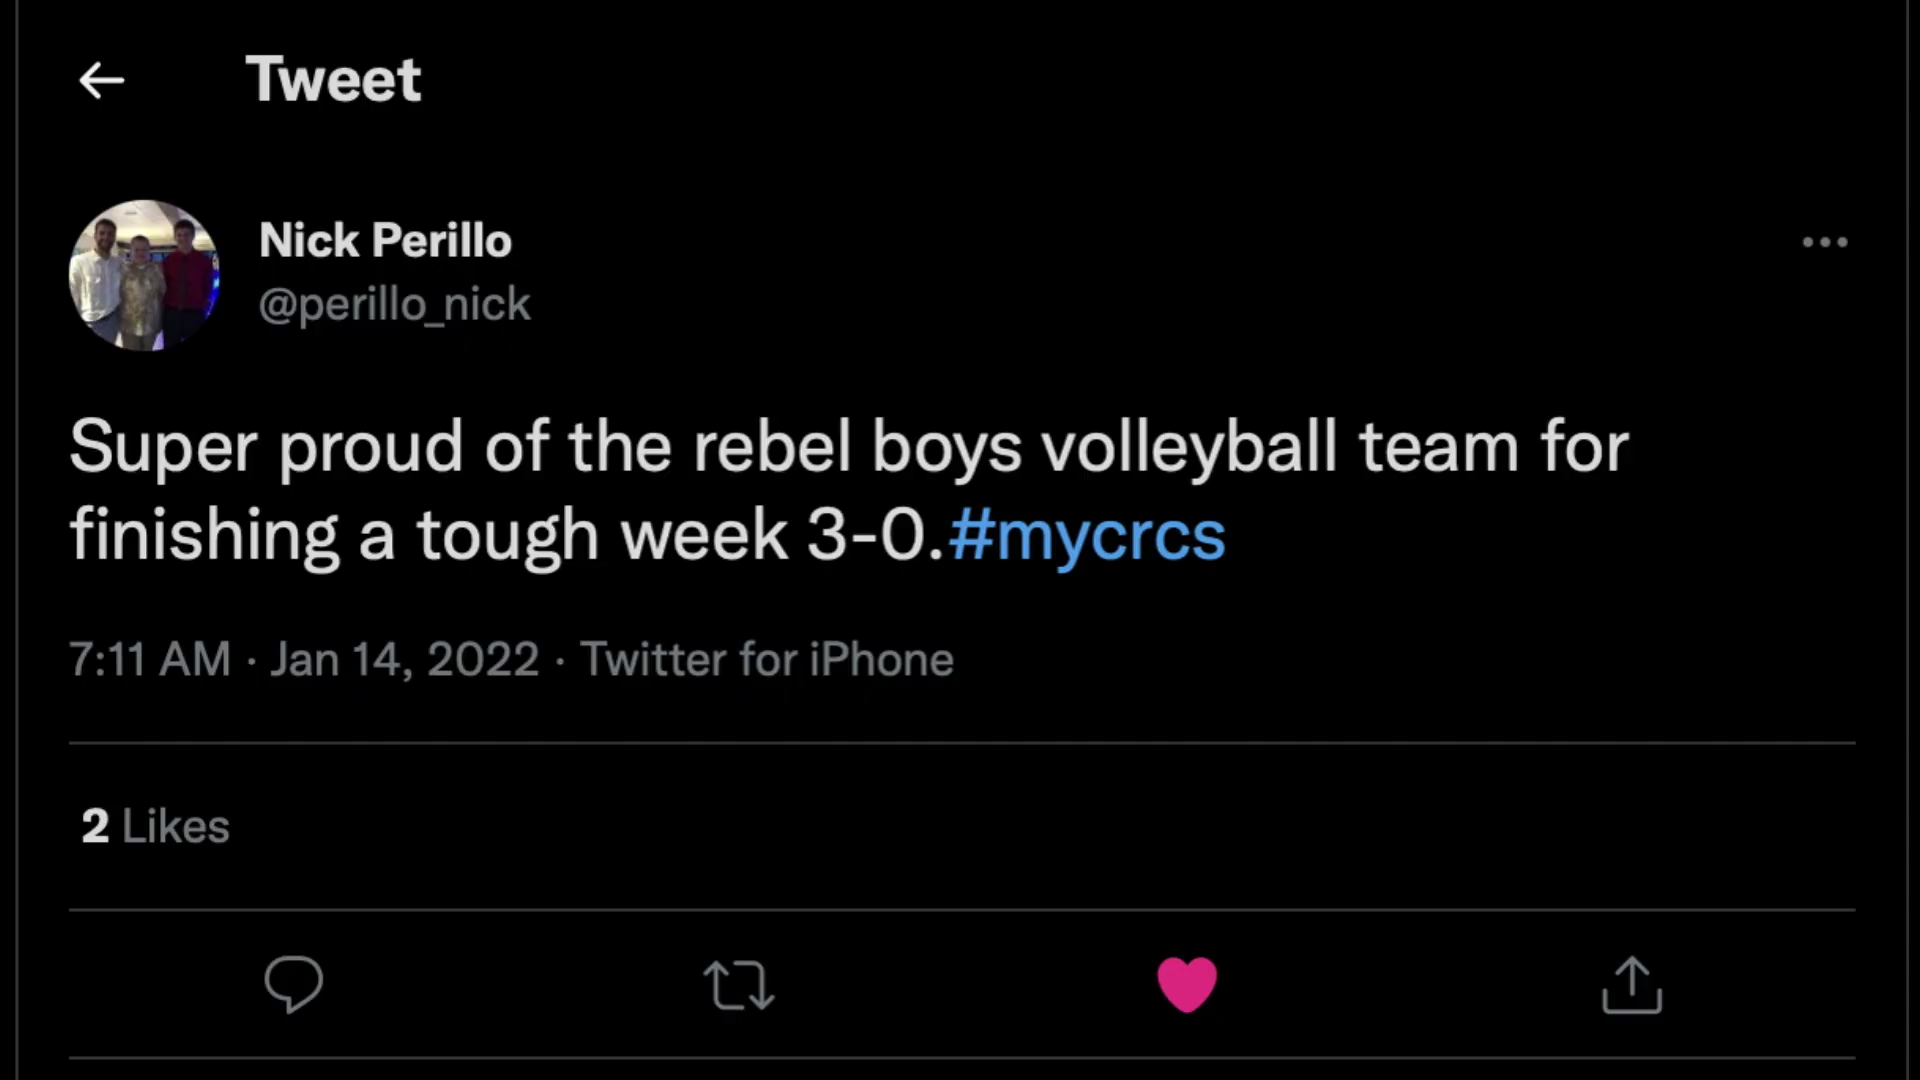 Tweet
Nick Perillo
@perillo_nick
Super proud of the rebel boys volleyball team for
finishing a tough week 3-0.#mycrcs
7:11 AM · Jan 14, 2022 · Twitter for iPhone
2 Likes